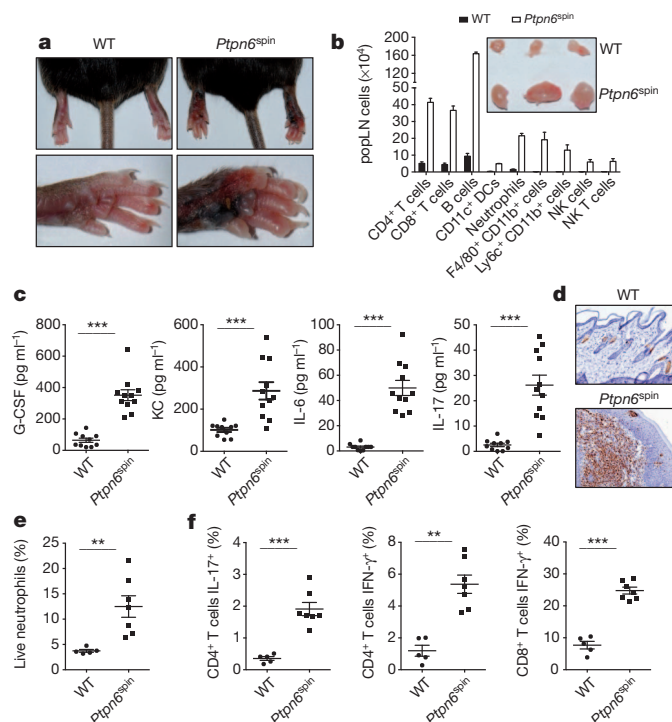 a
WT
Ptpn6spin
b
WT
Ptpn6spin
popLN cells (×10⁴)
180
160
140
50
40
30
20
10
0
WT
Ptpn6spin
CD4⁺ T cells
CD8⁺ T cells
B cells
CD11c⁺ DCs
Neutrophils
F4/80⁺ CD11b⁺ cells
Ly6c⁺ CD11b⁺ cells
NK cells
NK T cells
c
G-CSF (pg ml⁻¹)
800
600
400
200
0
***
WT
Ptpn6spin
KC (pg ml⁻¹)
600
400
200
0
***
WT
Ptpn6spin
IL-6 (pg ml⁻¹)
100
80
60
40
20
0
***
WT
Ptpn6spin
IL-17 (pg ml⁻¹)
50
40
30
20
10
0
***
WT
Ptpn6spin
d
WT
Ptpn6spin
e
Live neutrophils (%)
25
20
15
10
5
0
**
WT
Ptpn6spin
f
CD4⁺ T cells IL-17⁺ (%)
4
3
2
1
0
***
WT
Ptpn6spin
CD4⁺ T cells IFN-γ⁺ (%)
8
6
4
2
0
**
WT
Ptpn6spin
CD8⁺ T cells IFN-γ⁺ (%)
40
30
20
10
0
***
WT
Ptpn6spin